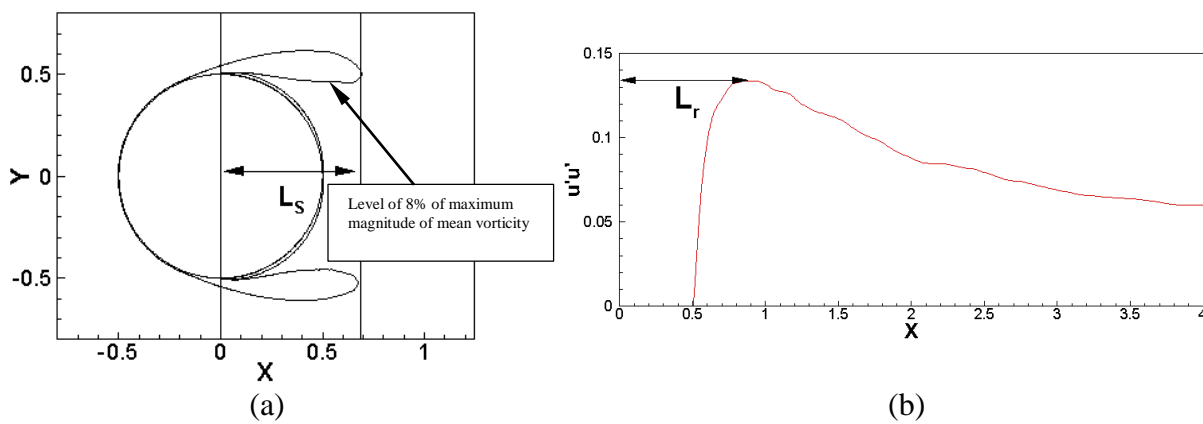 0.5
0
-0.5
Y
-0.5
0
0.5
1
X
L_S
Level of 8% of maximum
magnitude of mean vorticity
(a)
0.15
0.1
0.05
0
u'u'
L_r
0
0.5
1
1.5
2
2.5
3
3.5
4
X
(b)